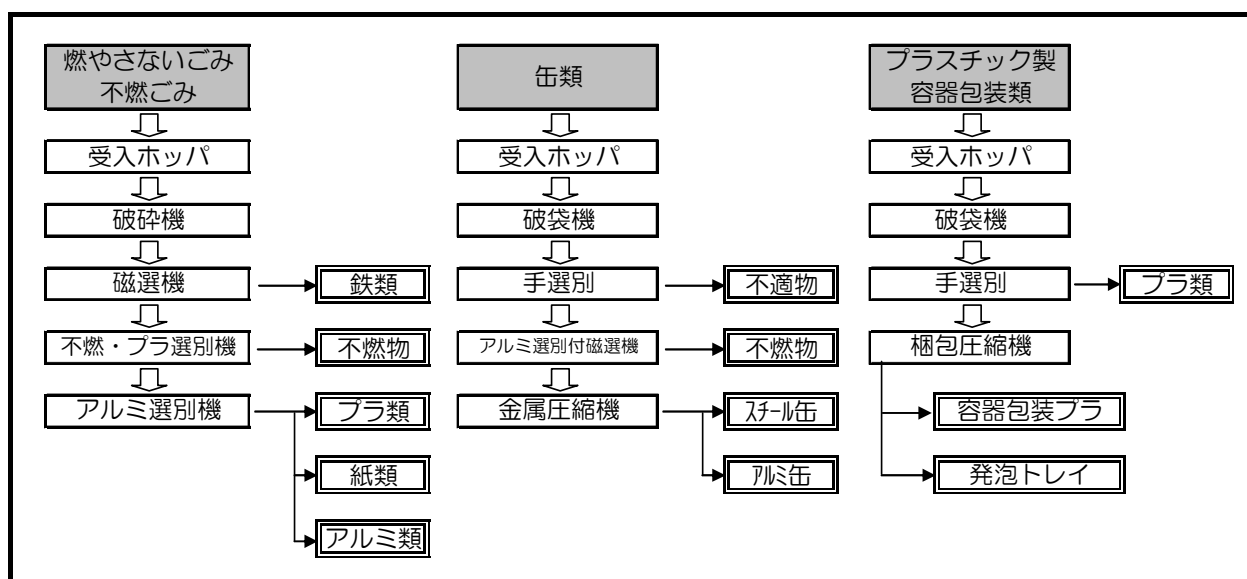 燃やさないごみ
不燃ごみ
受入ホッパ
破砕機
磁選機
鉄類
不燃・プラ選別機
不燃物
アルミ選別機
プラ類
紙類
アルミ類
缶類
受入ホッパ
破袋機
手選別
不適物
アルミ選別付磁選機
不燃物
金属圧縮機
ｽﾁｰﾙ缶
ｱﾙﾐ缶
プラスチック製
容器包装類
受入ホッパ
破袋機
手選別
プラ類
梱包圧縮機
容器包装プラ
発泡トレイ